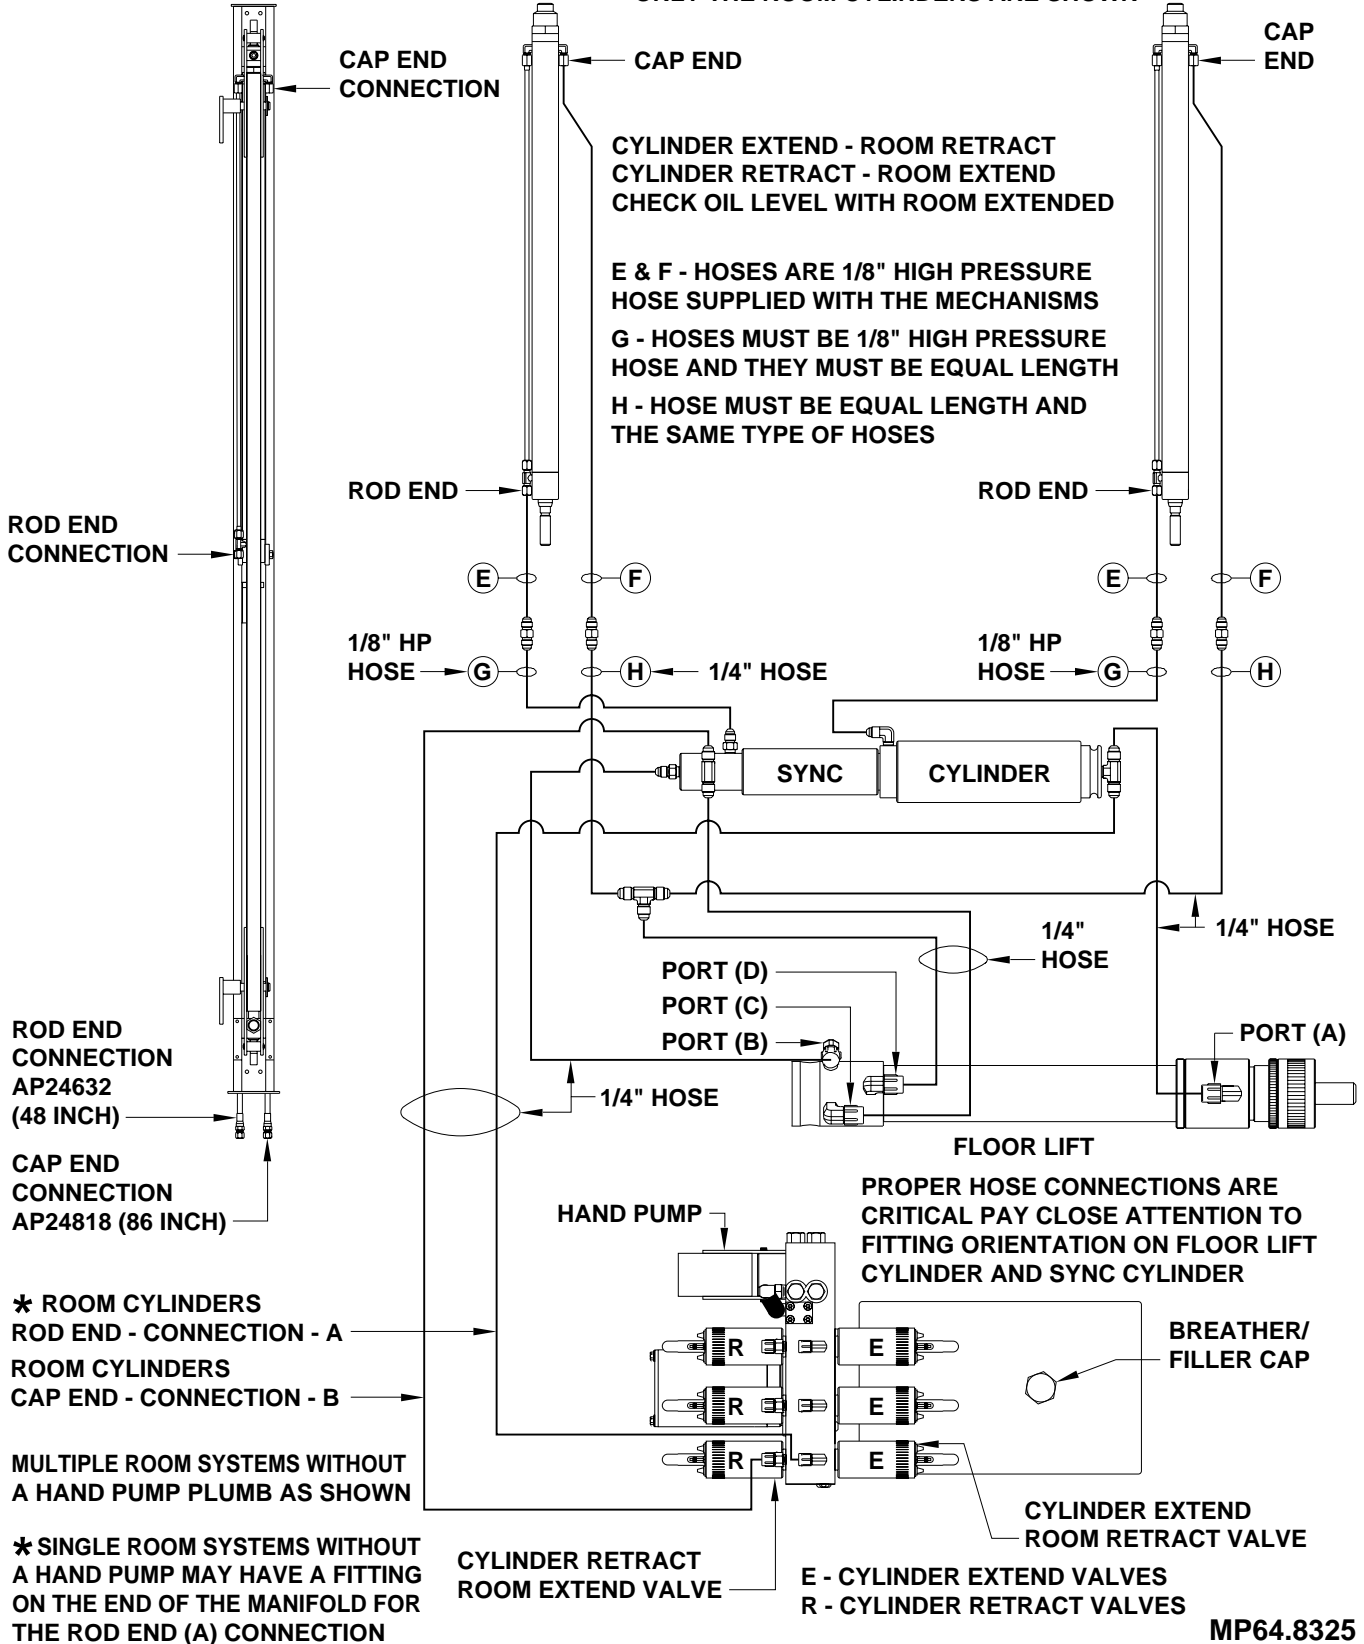 CAP END
CONNECTION
CAP END
CAP
END
CYLINDER EXTEND - ROOM RETRACT
CYLINDER RETRACT - ROOM EXTEND
CHECK OIL LEVEL WITH ROOM EXTENDED
E & F - HOSES ARE 1/8" HIGH PRESSURE
HOSE SUPPLIED WITH THE MECHANISMS
G - HOSES MUST BE 1/8" HIGH PRESSURE
HOSE AND THEY MUST BE EQUAL LENGTH
H - HOSE MUST BE EQUAL LENGTH AND
THE SAME TYPE OF HOSES
ROD END
ROD END
ROD END
CONNECTION
E
F
E
F
1/8" HP
HOSE
G
H
1/4" HOSE
1/8" HP
HOSE
G
H
SYNC
CYLINDER
1/4" HOSE
1/4"
HOSE
PORT (D)
PORT (C)
PORT (B)
PORT (A)
1/4" HOSE
ROD END
CONNECTION
AP24632
(48 INCH)
CAP END
CONNECTION
AP24818 (86 INCH)
FLOOR LIFT
PROPER HOSE CONNECTIONS ARE
CRITICAL PAY CLOSE ATTENTION TO
FITTING ORIENTATION ON FLOOR LIFT
CYLINDER AND SYNC CYLINDER
HAND PUMP
* ROOM CYLINDERS
ROD END - CONNECTION - A
ROOM CYLINDERS
CAP END - CONNECTION - B
R
E
R
E
R
E
BREATHER/
FILLER CAP
MULTIPLE ROOM SYSTEMS WITHOUT
A HAND PUMP PLUMB AS SHOWN
* SINGLE ROOM SYSTEMS WITHOUT
A HAND PUMP MAY HAVE A FITTING
ON THE END OF THE MANIFOLD FOR
THE ROD END (A) CONNECTION
CYLINDER RETRACT
ROOM EXTEND VALVE
CYLINDER EXTEND
ROOM RETRACT VALVE
E - CYLINDER EXTEND VALVES
R - CYLINDER RETRACT VALVES
MP64.8325